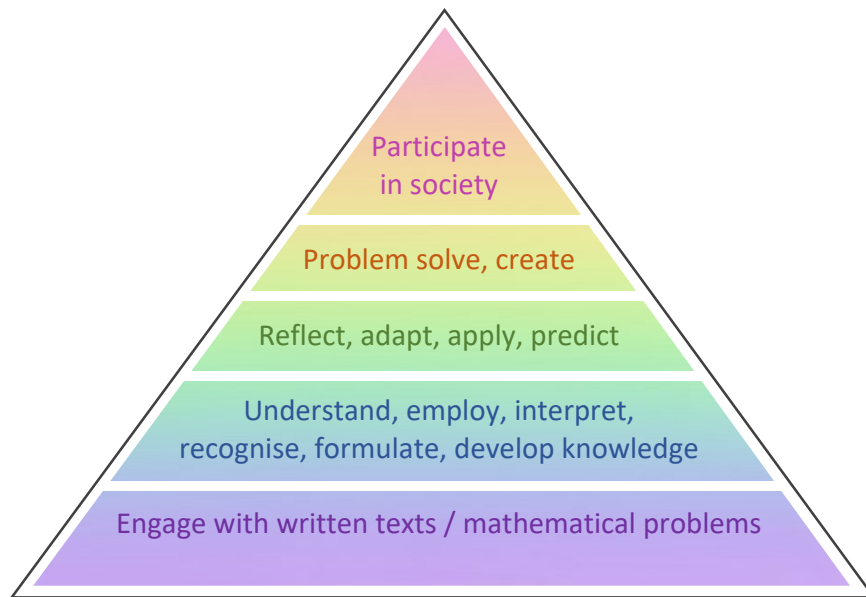 Participate
in society
Problem solve, create
Reflect, adapt, apply, predict
Understand, employ, interpret,
recognise, formulate, develop knowledge
Engage with written texts / mathematical problems